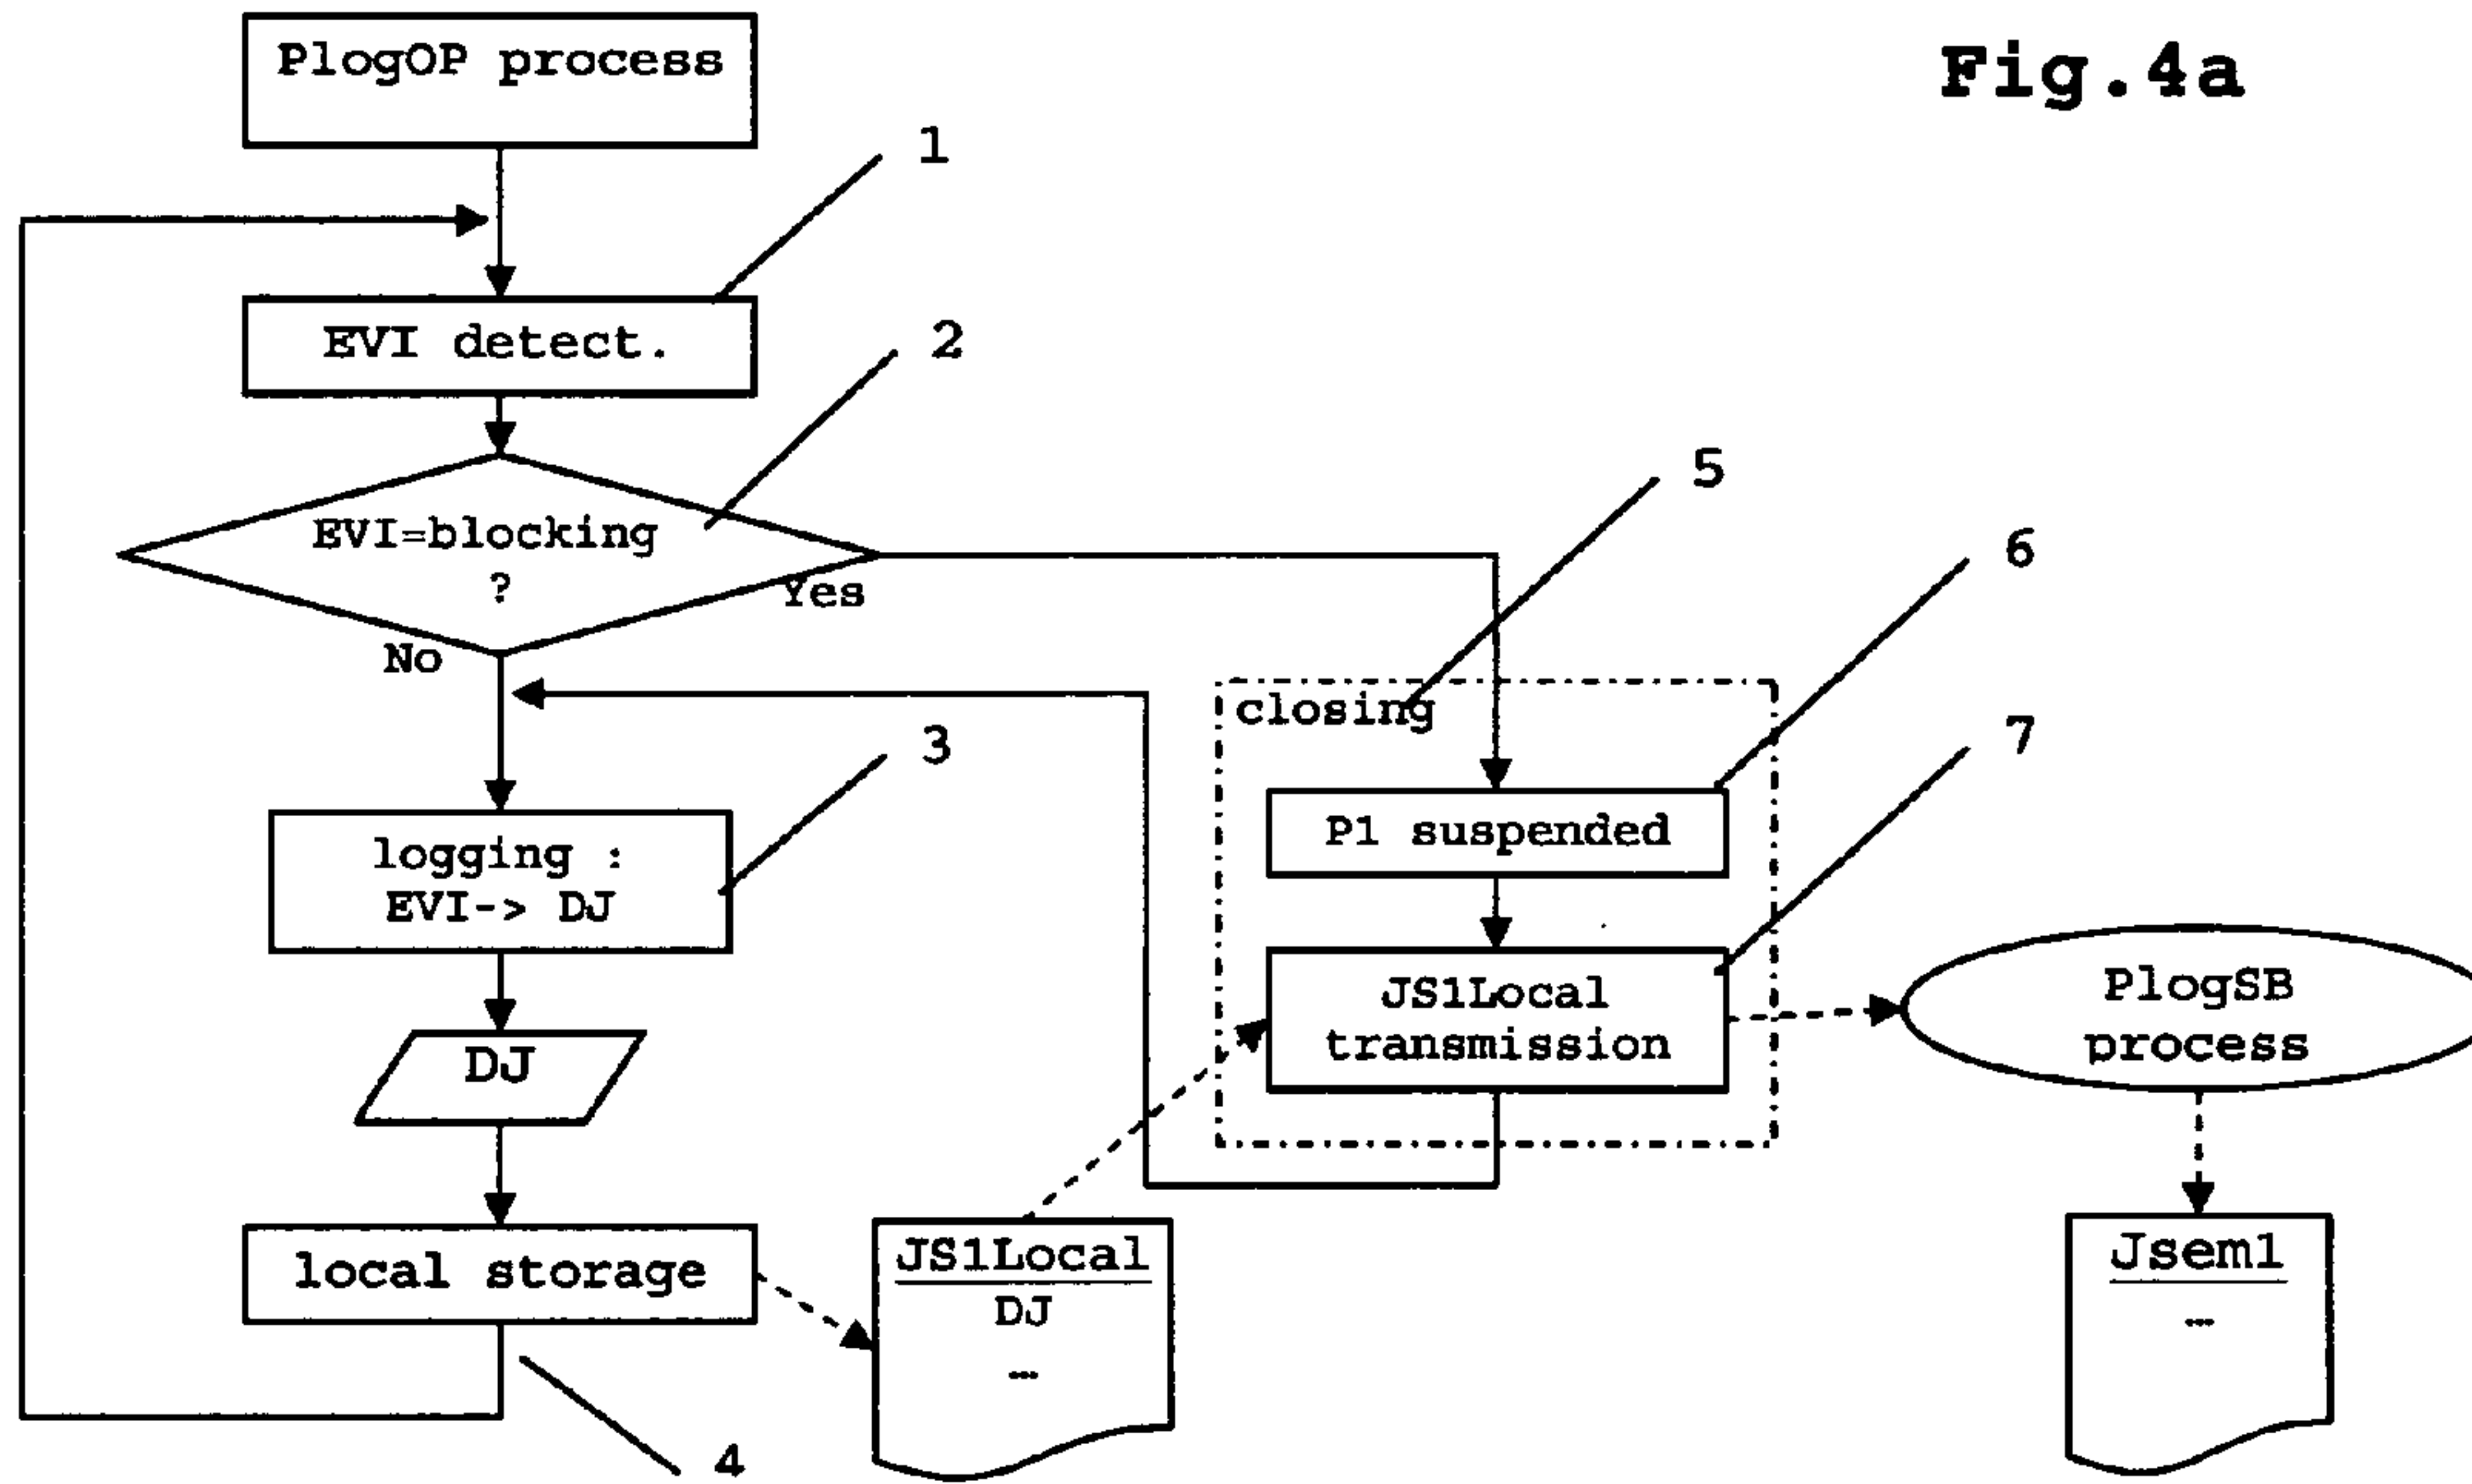 PlogOP process
Fig.4a
1
EVI detect.
2
EVI=blocking
?
Yes
No
5
6
closing
7
3
P1 suspended
logging :
EVI-> DJ
JS1Local
transmission
PlogSB
process
DJ
local storage
JS1Local
DJ
…
Jsem1
…
4